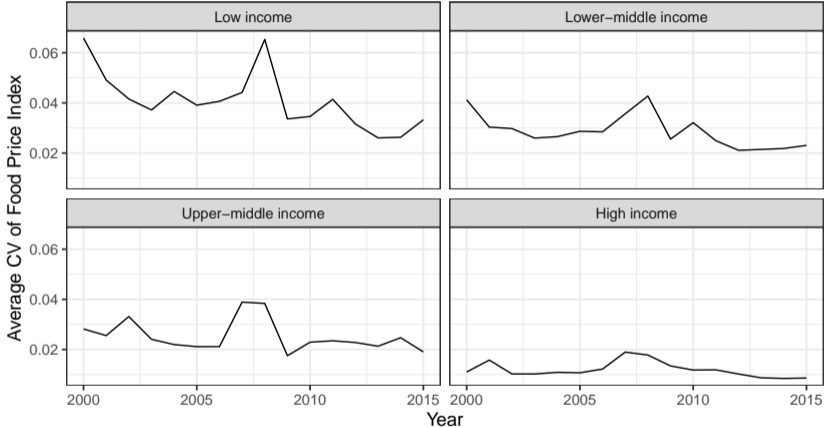 Low income
Lower−middle income
0.06
0.04
0.02
Upper−middle income
High income
0.06
0.04
0.02
Average CV of Food Price Index
2000 2005 2010 2015 2000 2005 2010 2015
Year